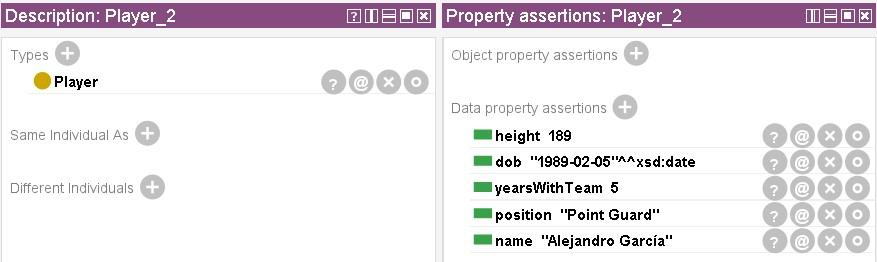 Description: Player_2
Types
Player
Same Individual As
Different Individuals
Property assertions: Player_2
Object property assertions
Data property assertions
height 189
dob "1989-02-05"^^xsd:date
yearsWithTeam 5
position "Point Guard"
name "Alejandro García"